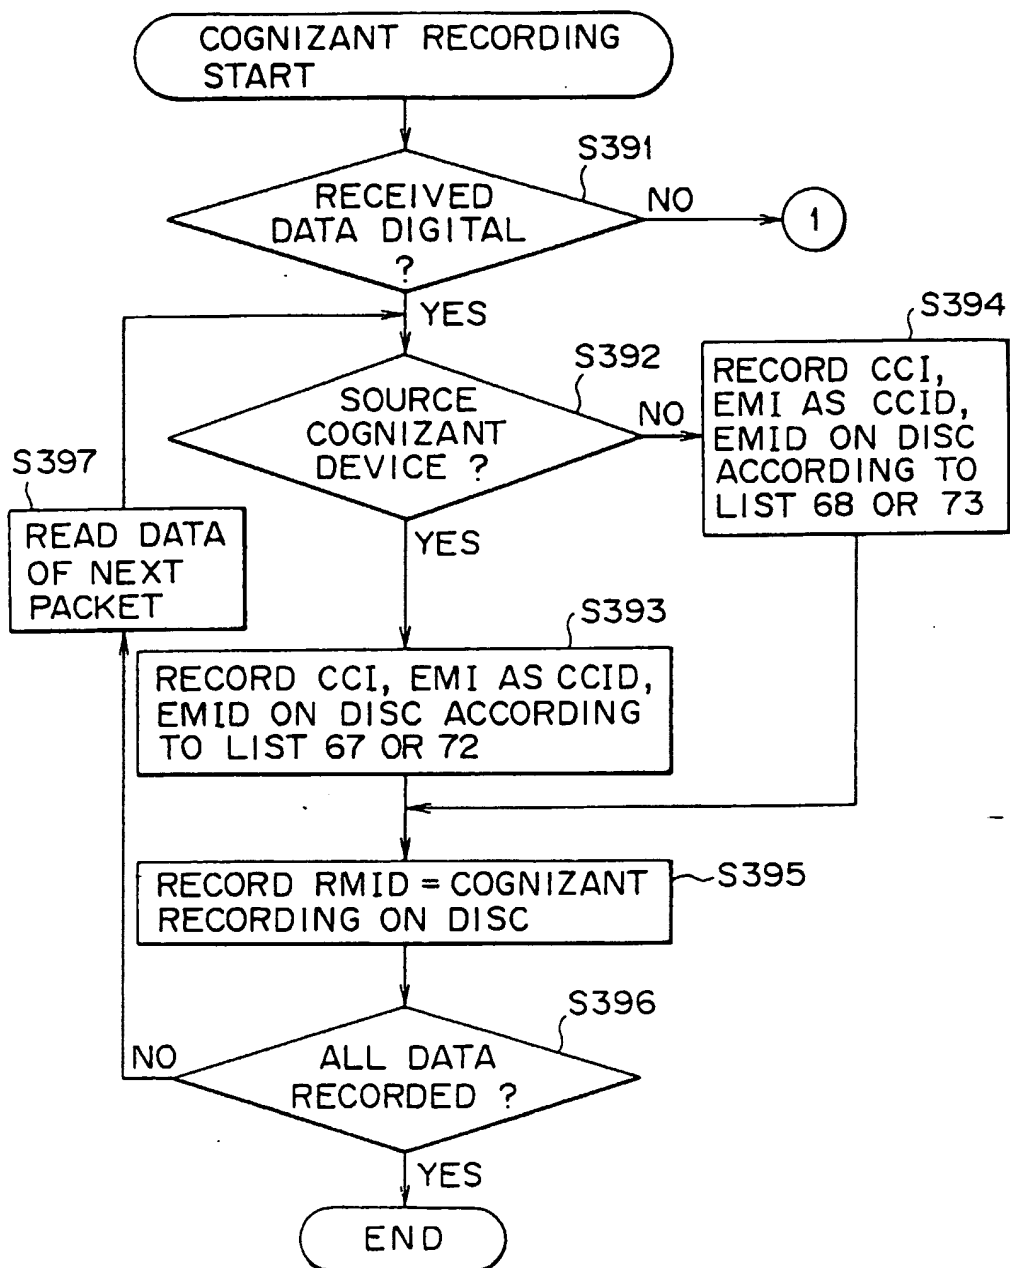 COGNIZANT RECORDING
START
S391
RECEIVED
DATA DIGITAL
?
NO
1
YES
S392
SOURCE
COGNIZANT
DEVICE ?
NO
S394
RECORD CCI,
EMI AS CCID,
EMID ON DISC
ACCORDING TO
LIST 68 OR 73
S397
READ DATA
OF NEXT
PACKET
YES
S393
RECORD CCI, EMI AS CCID,
EMID ON DISC ACCORDING
TO LIST 67 OR 72
RECORD RMID = COGNIZANT
RECORDING ON DISC
S395
S396
ALL DATA
RECORDED ?
NO
YES
END